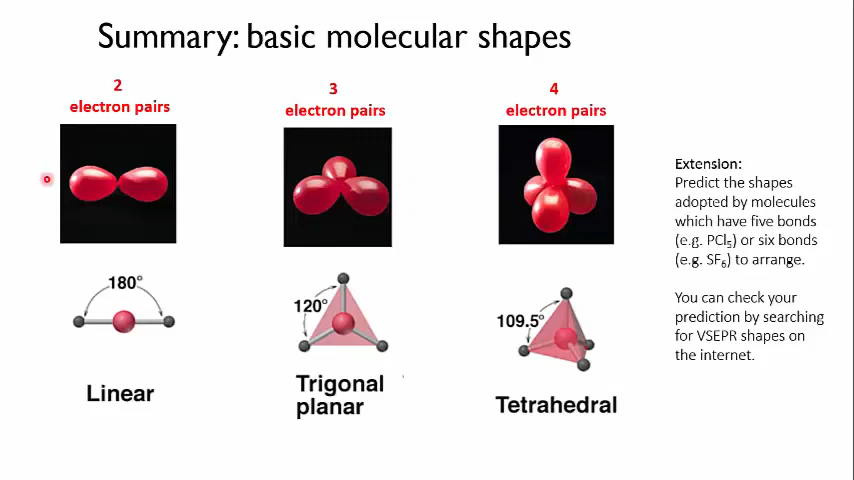 Summary: basic molecular shapes
2
electron pairs
3
electron pairs
4
electron pairs
180°
Linear
120°
Trigonal
planar
109.5°
Tetrahedral
Extension:
Predict the shapes
adopted by molecules
which have five bonds
(e.g. PCl₅) or six bonds
(e.g. SF₆) to arrange.
You can check your
prediction by searching
for VSEPR shapes on
the internet.